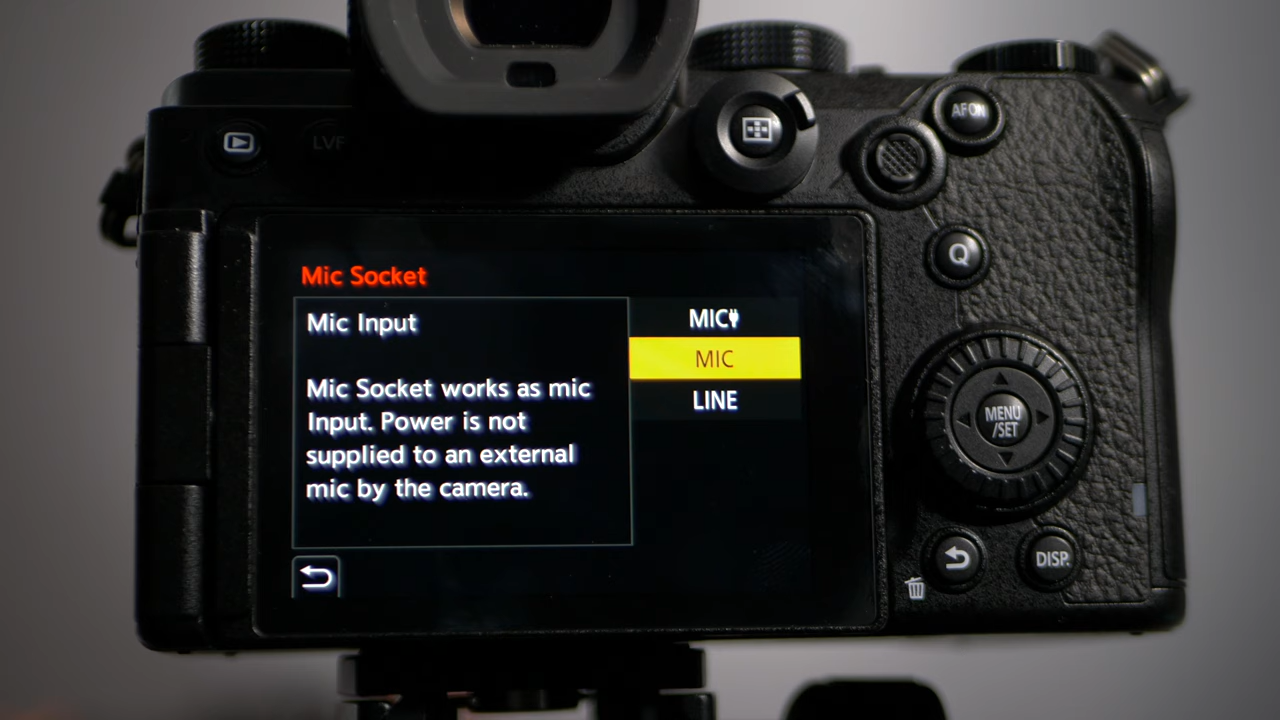 LVF
AF ON
Q
Mic Socket
Mic Input
MIC
Mic Socket works as mic
Input. Power is not
supplied to an external
mic by the camera.
MIC
LINE
MENU
/SET
DISP.